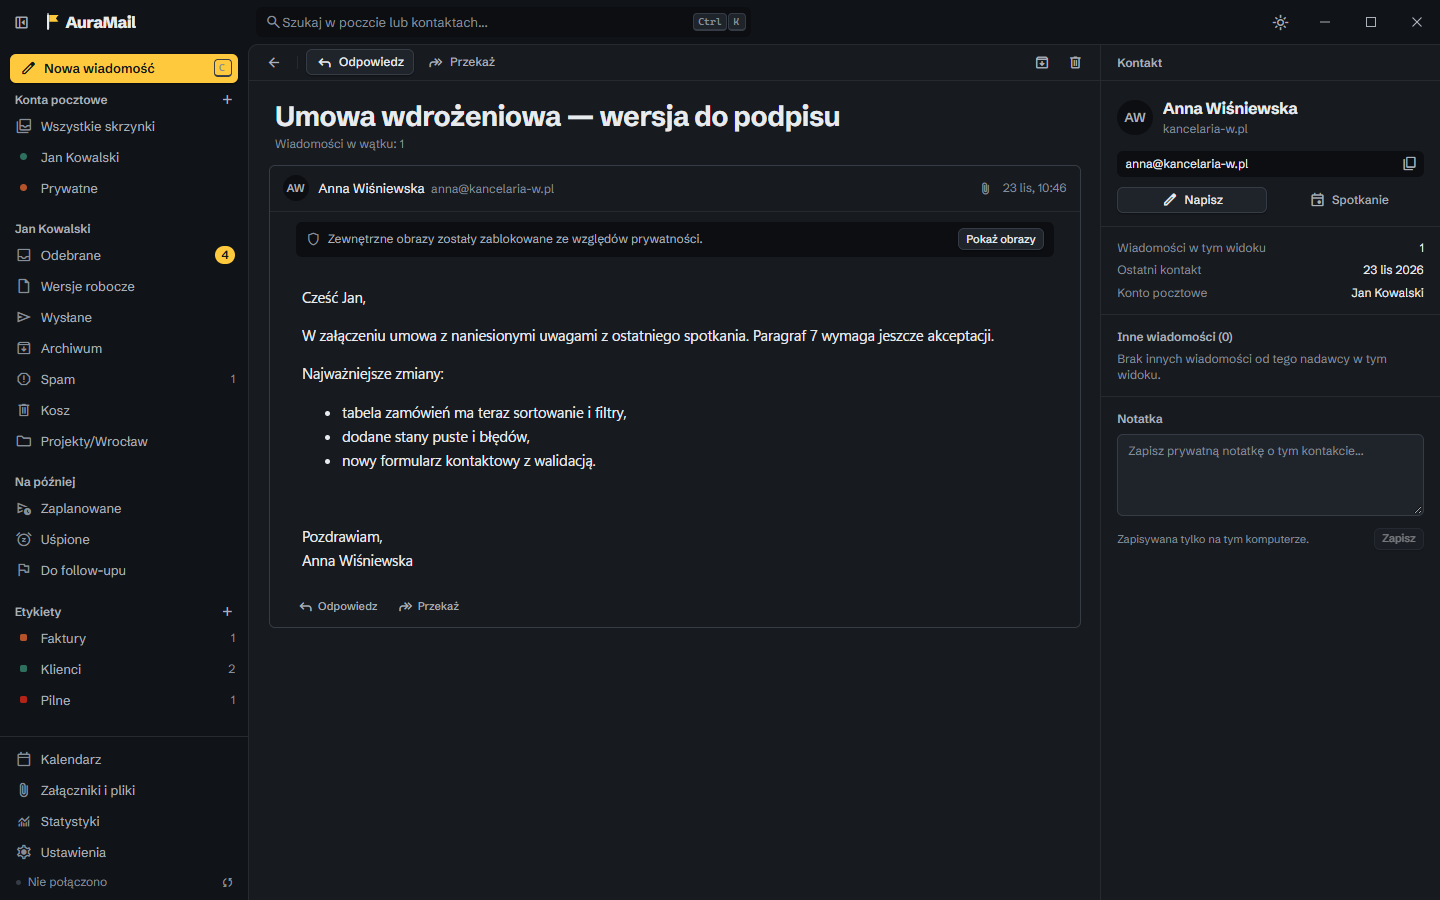 AuraMail
Szukaj w poczcie lub kontaktach...
Ctrl K
Nowa wiadomość
C
Konta pocztowe
Wszystkie skrzynki
Jan Kowalski
Prywatne
Jan Kowalski
Odebrane 4
Wersje robocze
Wysłane
Archiwum
Spam 1
Kosz
Projekty/Wrocław
Na później
Zaplanowane
Uśpione
Do follow-upu
Etykiety
Faktury 1
Klienci 2
Pilne 1
Kalendarz
Załączniki i pliki
Statystyki
Ustawienia
Nie połączono
Odpowiedz
Przekaż
Umowa wdrożeniowa — wersja do podpisu
Wiadomości w wątku: 1
AW Anna Wiśniewska anna@kancelaria-w.pl 23 lis, 10:46
Zewnętrzne obrazy zostały zablokowane ze względów prywatności. Pokaż obrazy
Cześć Jan,
W załączeniu umowa z naniesionymi uwagami z ostatniego spotkania. Paragraf 7 wymaga jeszcze akceptacji.
Najważniejsze zmiany:
• tabela zamówień ma teraz sortowanie i filtry,
• dodane stany puste i błędów,
• nowy formularz kontaktowy z walidacją.
Pozdrawiam,
Anna Wiśniewska
Odpowiedz Przekaż
Kontakt
AW
Anna Wiśniewska
kancelaria-w.pl
anna@kancelaria-w.pl
Napisz Spotkanie
Wiadomości w tym widoku 1
Ostatni kontakt 23 lis 2026
Konto pocztowe Jan Kowalski
Inne wiadomości (0)
Brak innych wiadomości od tego nadawcy w tym
widoku.
Notatka
Zapisz prywatną notatkę o tym kontakcie...
Zapisywana tylko na tym komputerze. Zapisz